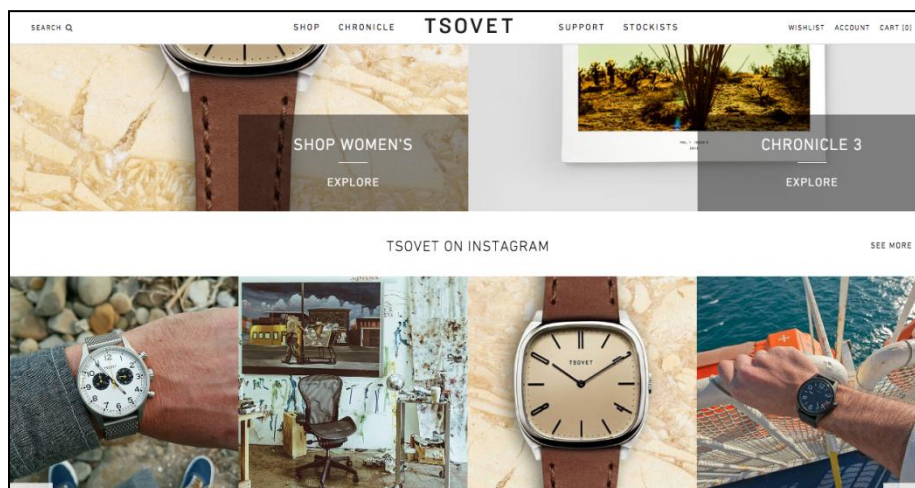 SEARCH
SHOP CHRONICLE TSOVET SUPPORT STOCKISTS
WISHLIST ACCOUNT CART [0]
SHOP WOMEN'S
EXPLORE
CHRONICLE 3
EXPLORE
TSOVET ON INSTAGRAM
SEE MORE
TSOVET